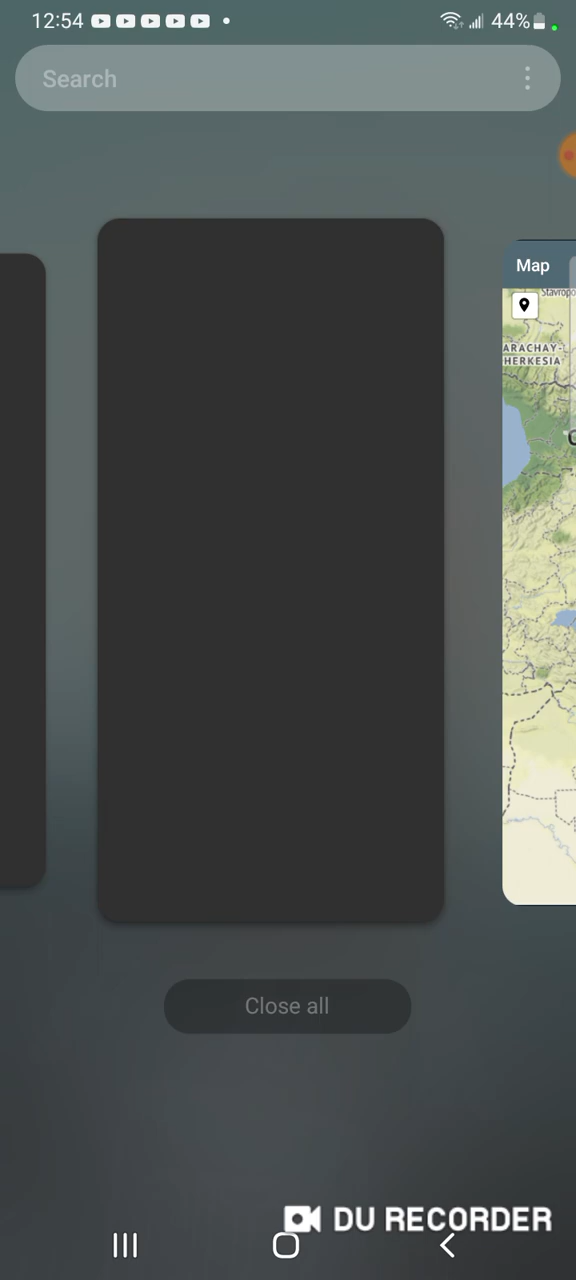 12:54
44%
Search
Map
ARACHAY-
HERKESIA
Close all
DU RECORDER